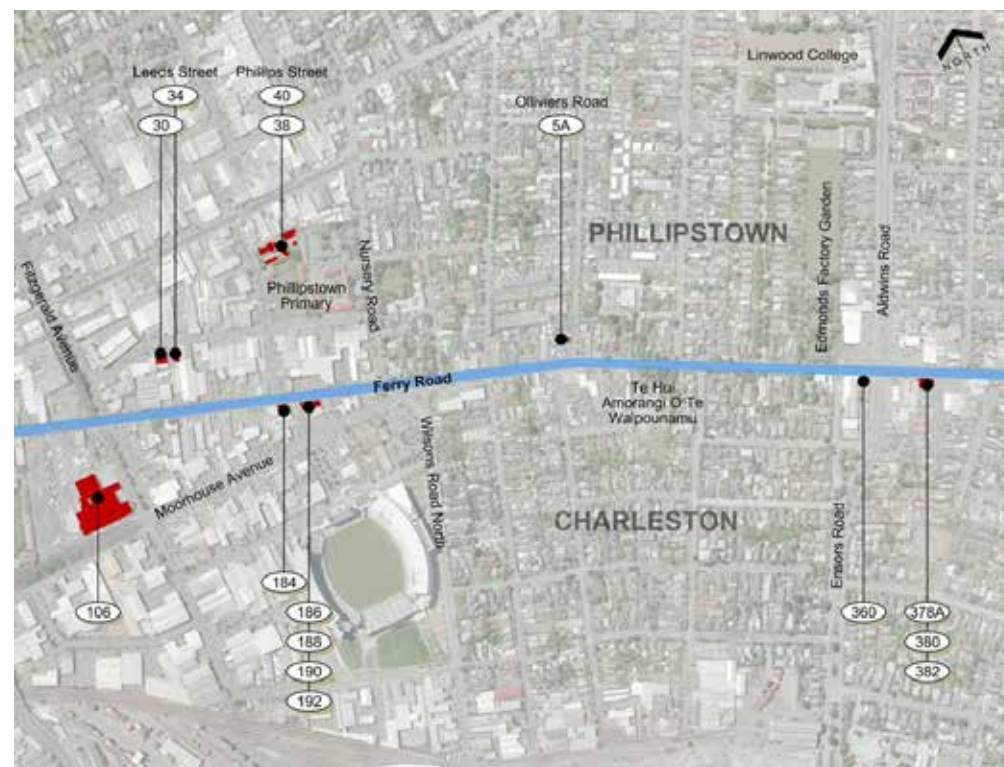 Linwood College
NORTH
Leeds Street
Phillips Street
34
40
Olliviers Road
30
38
5A
PHILLIPSTOWN
Edmonds Factory Garden
Aldwins Road
Fitzgerald Avenue
Nursery Road
Phillipstown
Primary
Ferry Road
Te Hui
Amorangi O Te
Waipounamu
Wilsons Road North
Moorhouse Avenue
CHARLESTON
Ensors Road
184
106
186
360
378A
188
380
190
382
192